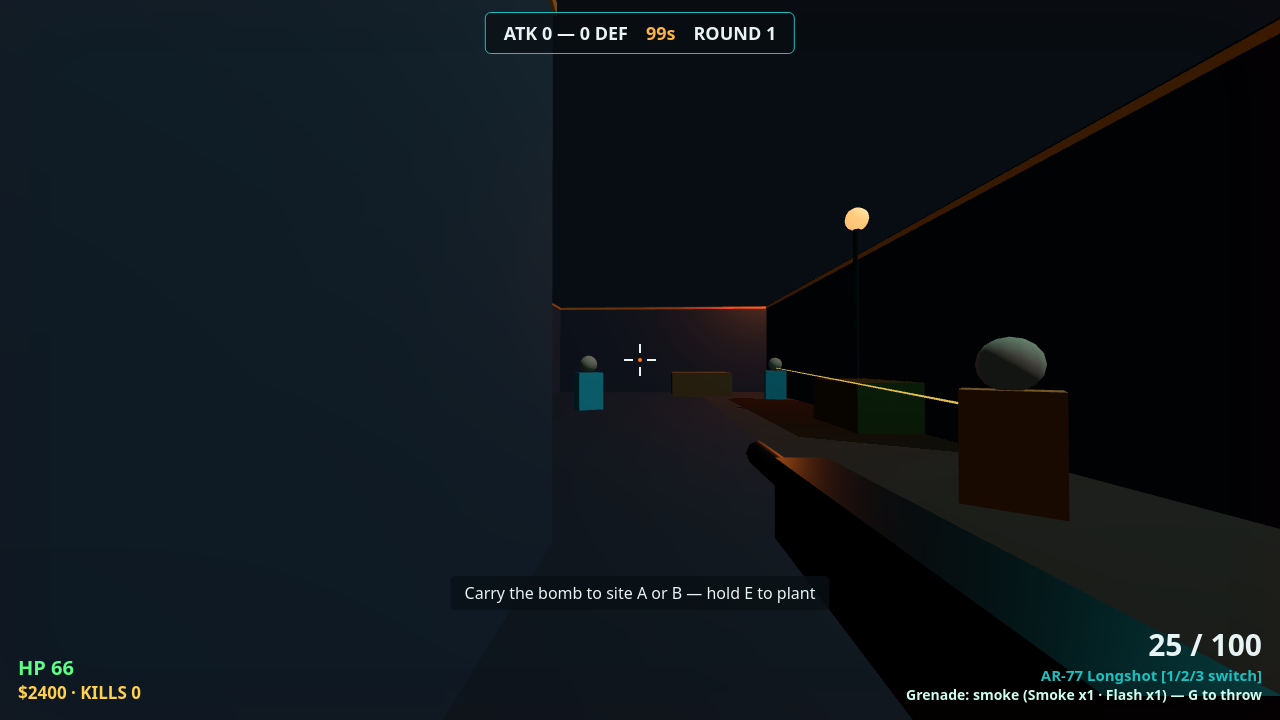 ATK 0 — 0 DEF 99s ROUND 1
Carry the bomb to site A or B — hold E to plant
HP 66
$2400 · KILLS 0
25 / 100
AR-77 Longshot [1/2/3 switch]
Grenade: smoke (Smoke x1 · Flash x1) — G to throw